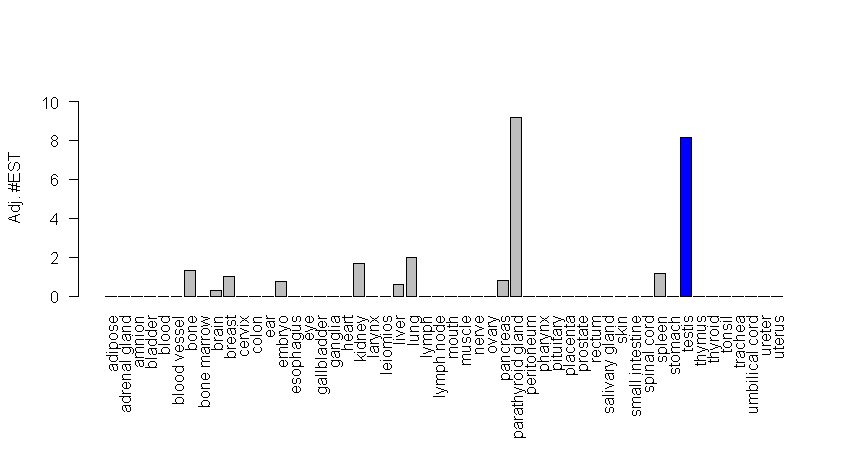 Adj. #EST
10
8
6
4
2
0
adipose
adrenal gland
amnion
bladder
blood
blood vessel
bone
bone marrow
brain
breast
cervix
colon
ear
embryo
esophagus
eye
gallbladder
ganglia
heart
kidney
larynx
leiomios
liver
lung
lymph
lymph node
mouth
muscle
nerve
ovary
pancreas
parathyroid gland
peritoneum
pharynx
pituitary
placenta
prostate
rectum
salivary gland
skin
small intestine
spinal cord
spleen
stomach
testis
thymus
thyroid
tonsil
trachea
umbilical cord
ureter
uterus